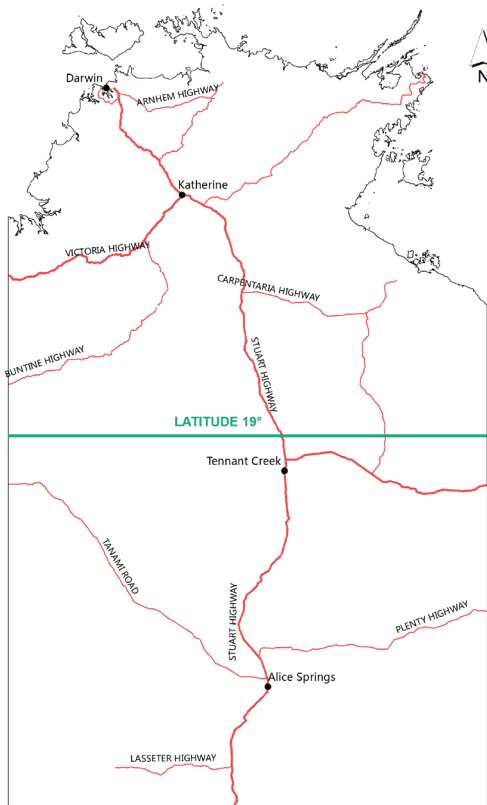 N
Darwin
ARNHEM HIGHWAY
Katherine
VICTORIA HIGHWAY
CARPENTARIA HIGHWAY
STUART HIGHWAY
BUNTINE HIGHWAY
LATITUDE 19°
Tennant Creek
TANAMI ROAD
STUART HIGHWAY
PLENTY HIGHWAY
Alice Springs
LASSETER HIGHWAY